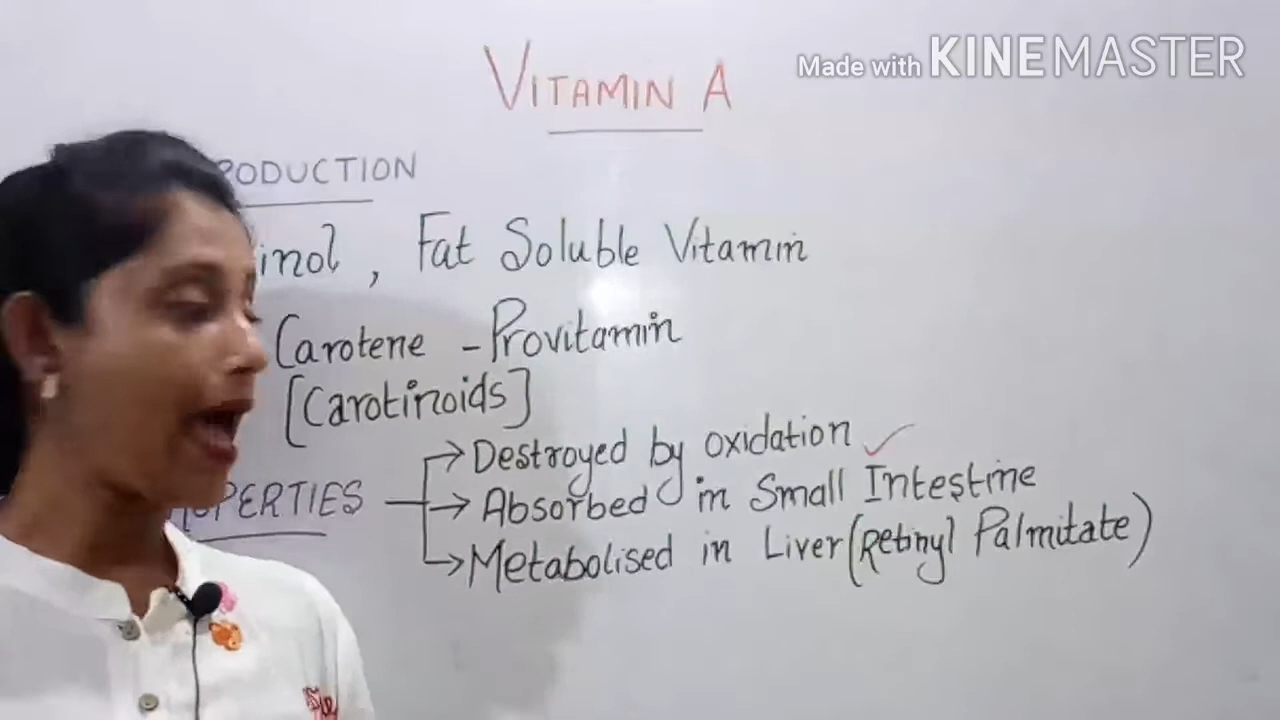 VITAMIN A
Made with KINEMASTER
RODUCTION
inol , Fat Soluble Vitamin
Carotene - Provitamin
[Carotinoids]
Destroyed by oxidation ✓
OPERTIES → Absorbed in Small Intestine
Metabolised in Liver (Retinyl Palmitate)